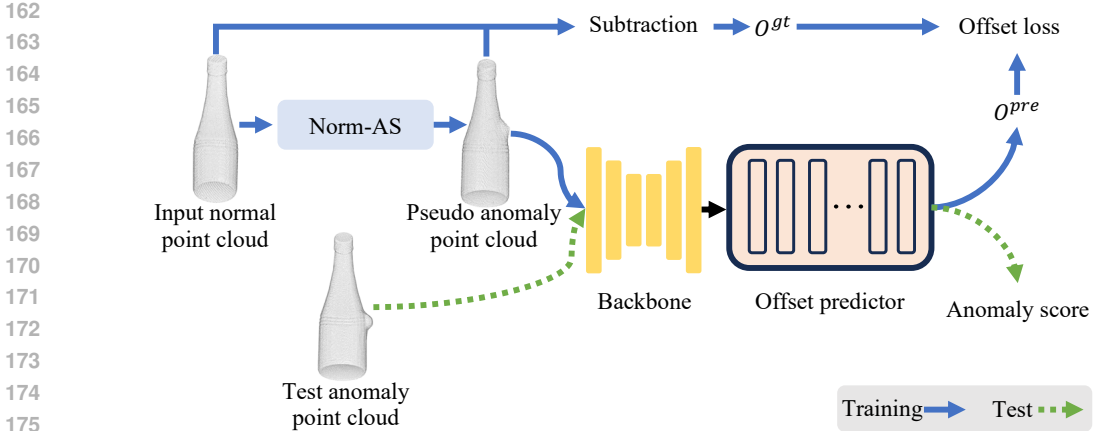 162
163
164
165
166
167
168
169
170
171
172
173
174
175
Subtraction
O^{gt}
Offset loss
O^{pre}
Norm-AS
Input normal
point cloud
Pseudo anomaly
point cloud
Backbone
Offset predictor
Anomaly score
Test anomaly
point cloud
Training
Test